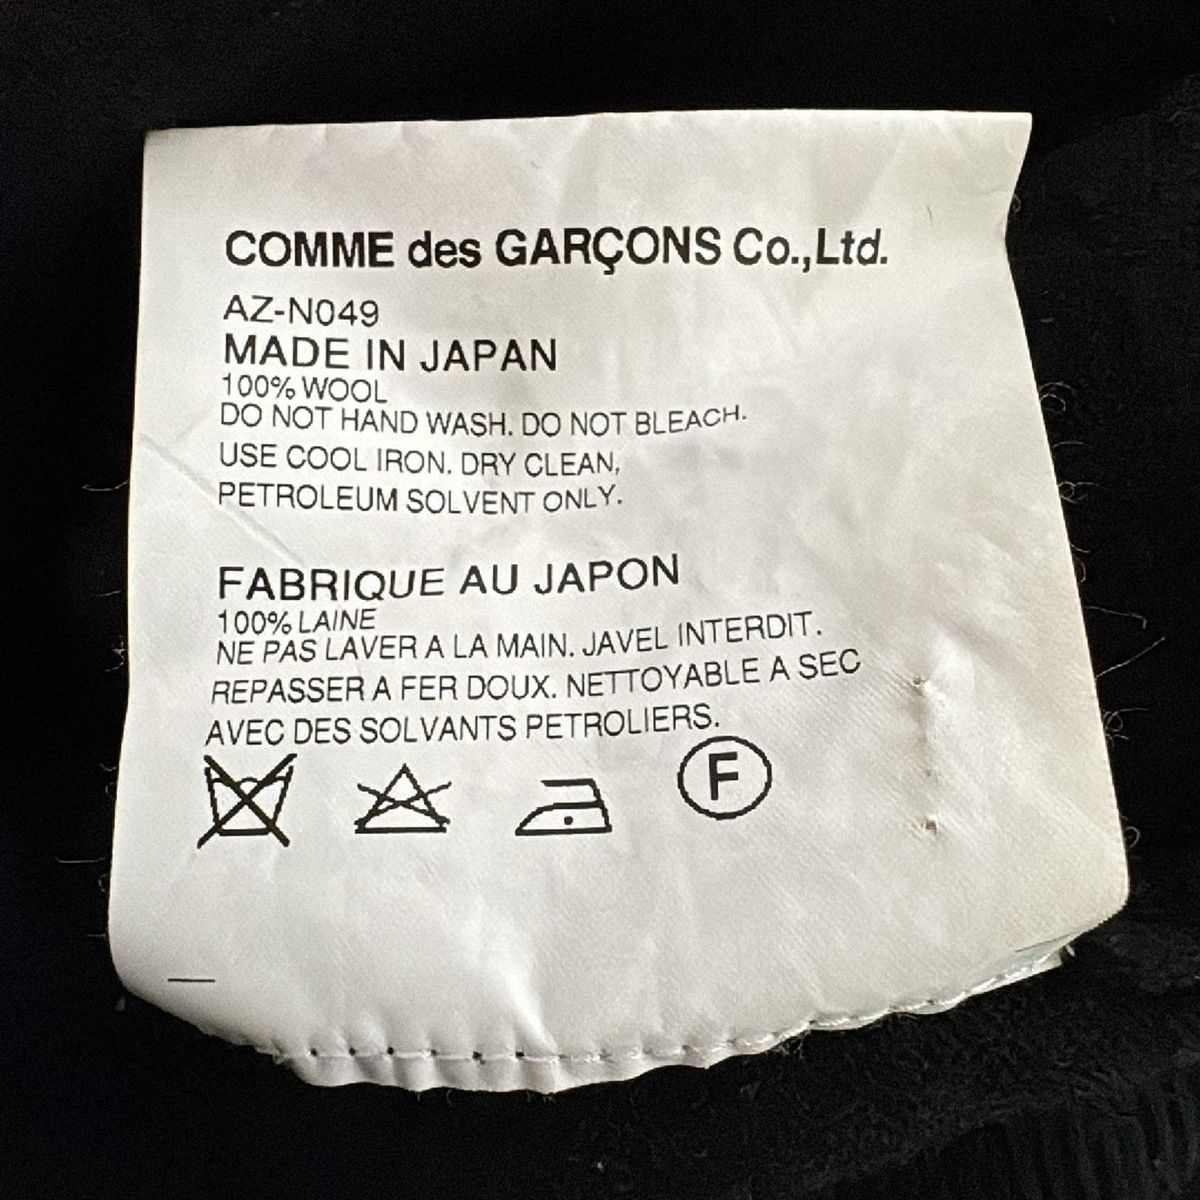 COMME des GARÇONS Co.,Ltd.
AZ-N049
MADE IN JAPAN
100% WOOL
DO NOT HAND WASH. DO NOT BLEACH.
USE COOL IRON. DRY CLEAN,
PETROLEUM SOLVENT ONLY.
FABRIQUE AU JAPON
100% LAINE
NE PAS LAVER A LA MAIN. JAVEL INTERDIT.
REPASSER A FER DOUX. NETTOYABLE A SEC
AVEC DES SOLVANTS PETROLIERS.
F